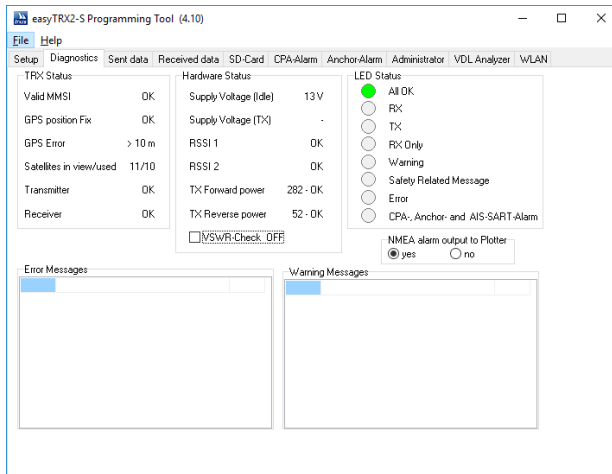 easyTRX2-S Programming Tool (4.10)
File Help
Setup Diagnostics Sent data Received data SD-Card CPA-Alarm Anchor-Alarm Administrator VDL Analyzer WLAN
TRX Status
Valid MMSI OK
GPS position Fix OK
GPS Error > 10 m
Satellites in view/used 11/10
Transmitter OK
Receiver OK
Hardware Status
Supply Voltage (Idle) 13 V
Supply Voltage (TX) -
RSSI 1 OK
RSSI 2 OK
TX Forward power 282 - OK
TX Reverse power 52 - OK
VSWR-Check OFF
LED Status
All OK
RX
TX
RX Only
Warning
Safety Related Message
Error
CPA-, Anchor- and AIS-SART-Alarm
NMEA alarm output to Plotter
yes no
Error Messages
Warning Messages